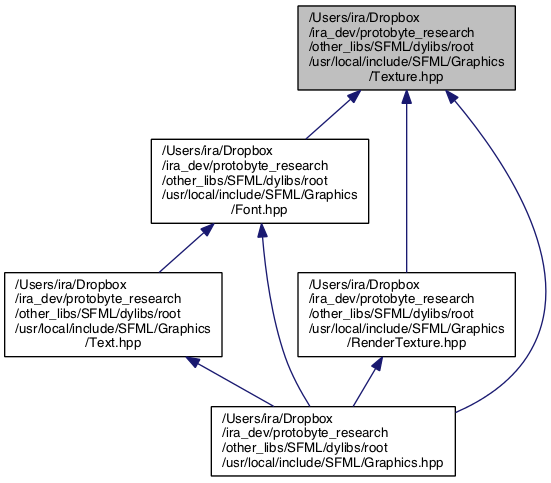 /Users/ira/Dropbox
/ira_dev/protobyte_research
/other_libs/SFML/dylibs/root
/usr/local/include/SFML/Graphics
/Texture.hpp
/Users/ira/Dropbox
/ira_dev/protobyte_research
/other_libs/SFML/dylibs/root
/usr/local/include/SFML/Graphics
/Font.hpp
/Users/ira/Dropbox
/ira_dev/protobyte_research
/other_libs/SFML/dylibs/root
/usr/local/include/SFML/Graphics
/Text.hpp
/Users/ira/Dropbox
/ira_dev/protobyte_research
/other_libs/SFML/dylibs/root
/usr/local/include/SFML/Graphics
/RenderTexture.hpp
/Users/ira/Dropbox
/ira_dev/protobyte_research
/other_libs/SFML/dylibs/root
/usr/local/include/SFML/Graphics.hpp